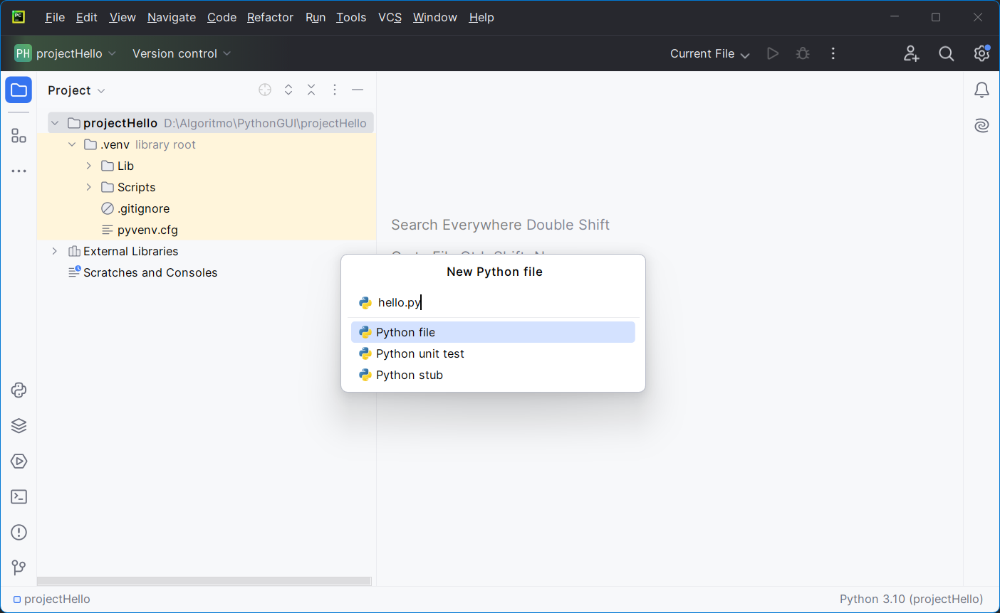 PC
File Edit View Navigate Code Refactor Run Tools VCS Window Help
PH projectHello Version control Current File
Project
projectHello D:\Algoritmo\PythonGUI\projectHello
.venv library root
Lib
Scripts
.gitignore
pyvenv.cfg
External Libraries
Scratches and Consoles
Search Everywhere Double Shift
New Python file
hello.py
Python file
Python unit test
Python stub
projectHello
Python 3.10 (projectHello)